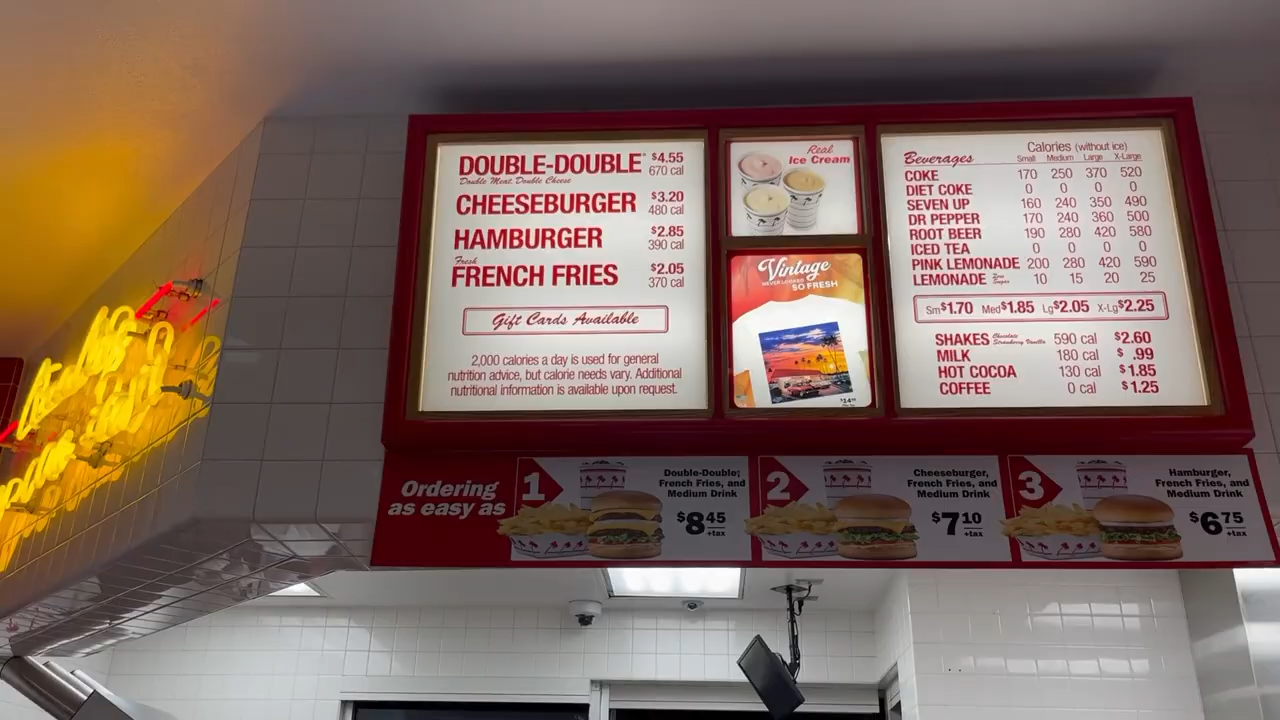 DOUBLE-DOUBLE® $4.55
Double Meat Double Cheese 670 cal
CHEESEBURGER $3.20
480 cal
HAMBURGER $2.85
390 cal
Fresh
FRENCH FRIES $2.05
370 cal
Gift Cards Available
2,000 calories a day is used for general
nutrition advice, but calorie needs vary. Additional
nutritional information is available upon request.
Real
Ice Cream
Vintage
NEVER LOOKED
SO FRESH
Calories (without ice)
Beverages Small Medium Large X-Large
COKE 170 250 370 520
DIET COKE 0 0 0 0
SEVEN UP 160 240 350 490
DR PEPPER 170 240 360 500
ROOT BEER 190 280 420 580
ICED TEA 0 0 0 0
PINK LEMONADE 200 280 420 590
LEMONADE Zero Sugar 10 15 20 25
Sm $1.70 Med $1.85 Lg $2.05 X-Lg $2.25
SHAKES Chocolate Strawberry Vanilla 590 cal $2.60
MILK 180 cal $ .99
HOT COCOA 130 cal $1.85
COFFEE 0 cal $1.25
Ordering
as easy as
1
Double-Double,
French Fries, and
Medium Drink
$8.45
+tax
2
Cheeseburger,
French Fries, and
Medium Drink
$7.10
+tax
3
Hamburger,
French Fries, and
Medium Drink
$6.75
+tax